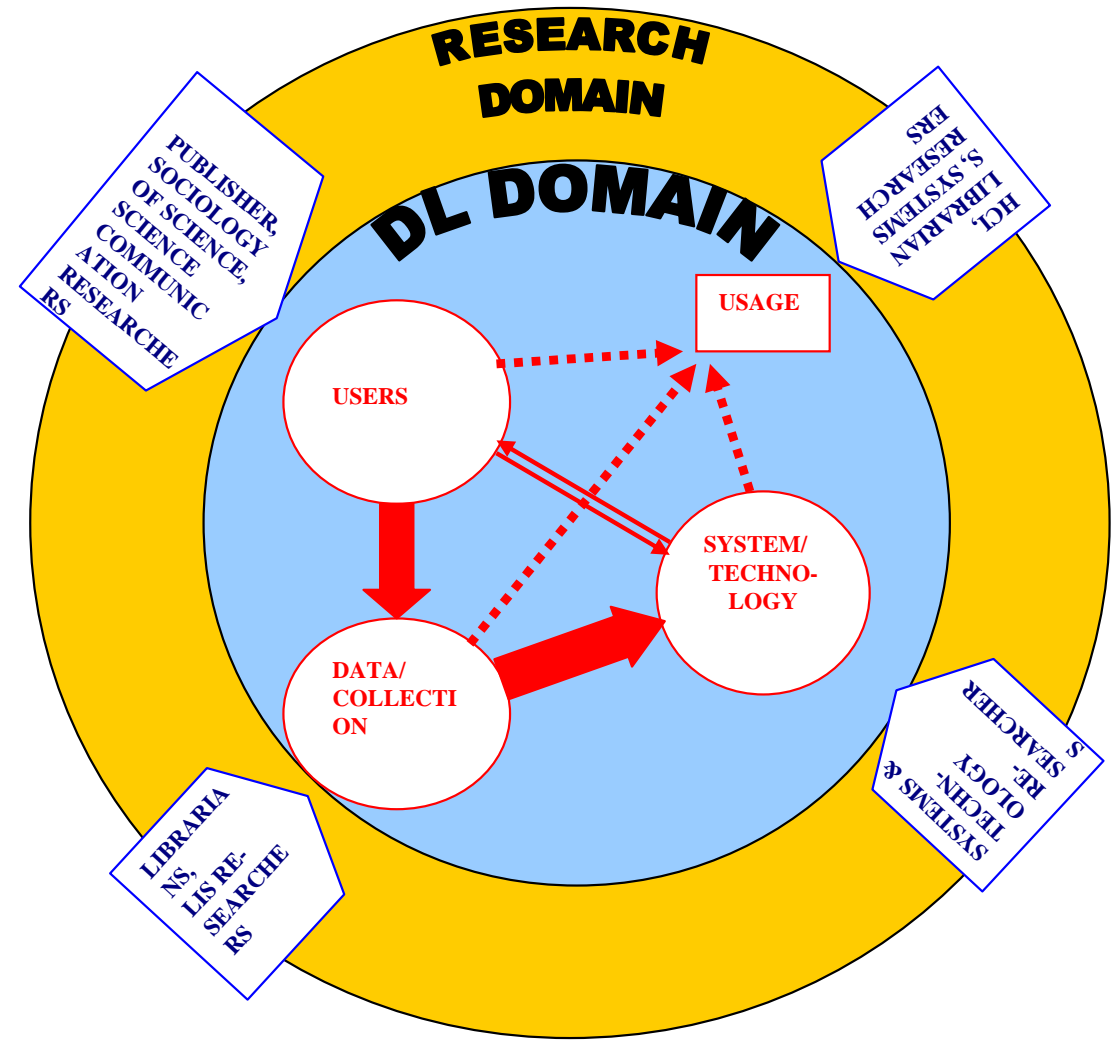 RESEARCH
DOMAIN
DL DOMAIN
PUBLISHER,
SOCIOLOGY
OF SCIENCE,
SCIENCE
COMMUNIC
ATION
RESEARCHE
RS
HCI,
LIBRARIAN
S, SYSTEMS
RESEARCH
ERS
USAGE
USERS
SYSTEM/
TECHNO-
LOGY
DATA/
COLLECTI
ON
LIBRARIA
NS,
LIS RE-
SEARCHE
RS
SYSTEMS &
TECHN-
OLOGY
RE-
SEARCHER
S